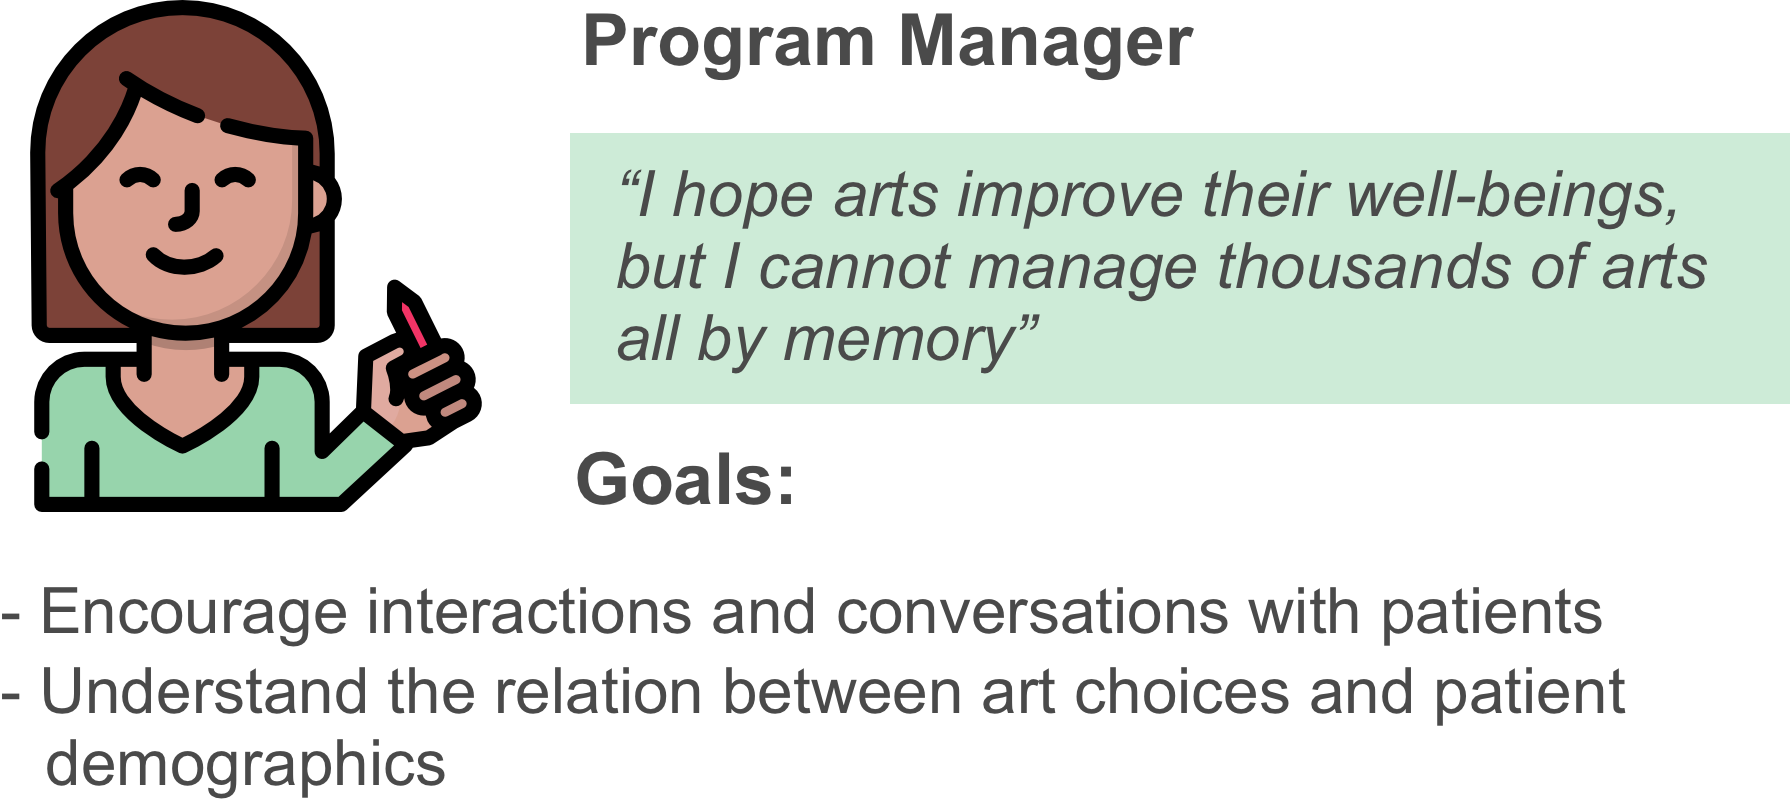 Program Manager
“I hope arts improve their well-beings,
but I cannot manage thousands of arts
all by memory”
Goals:
- Encourage interactions and conversations with patients
- Understand the relation between art choices and patient
demographics